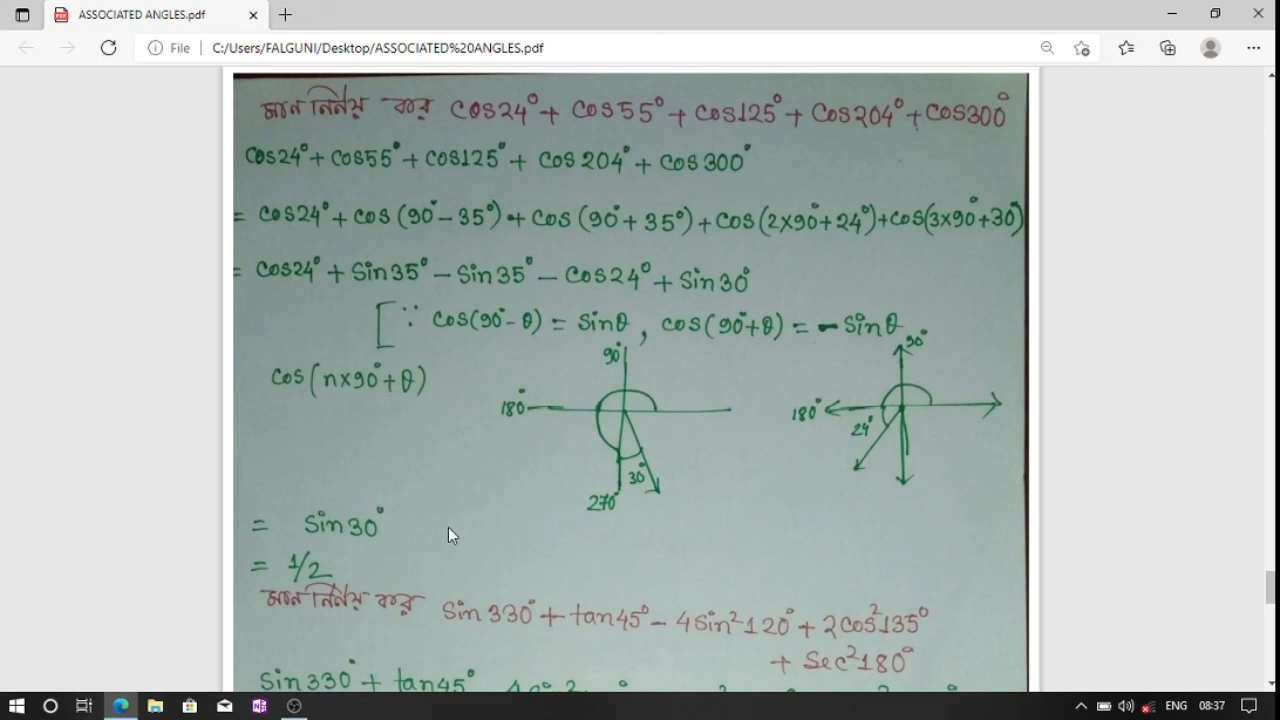 ASSOCIATED ANGLES.pdf
File C:/Users/FALGUNI/Desktop/ASSOCIATED%20ANGLES.pdf
মান নির্ণয় কর cos24° + cos55° + cos125° + cos204° + cos300°
cos24° + cos55° + cos125° + cos204° + cos300°
= cos24° + cos(90°-35°) + cos(90°+35°) + cos(2×90°+24°) + cos(3×90°+30°)
= cos24° + sin35° - sin35° - cos24° + sin30°
[∵ cos(90°-θ) = sinθ, cos(90°+θ) = -sinθ
cos(n×90°+θ)
90°
180°
30°
270°
90°
180°
24°
= sin30°
= 1/2
মান নির্ণয় কর sin330° + tan45° - 4sin²120° + 2cos²135°
+ sec²180°
sin330° + tan45°
ENG 08:37